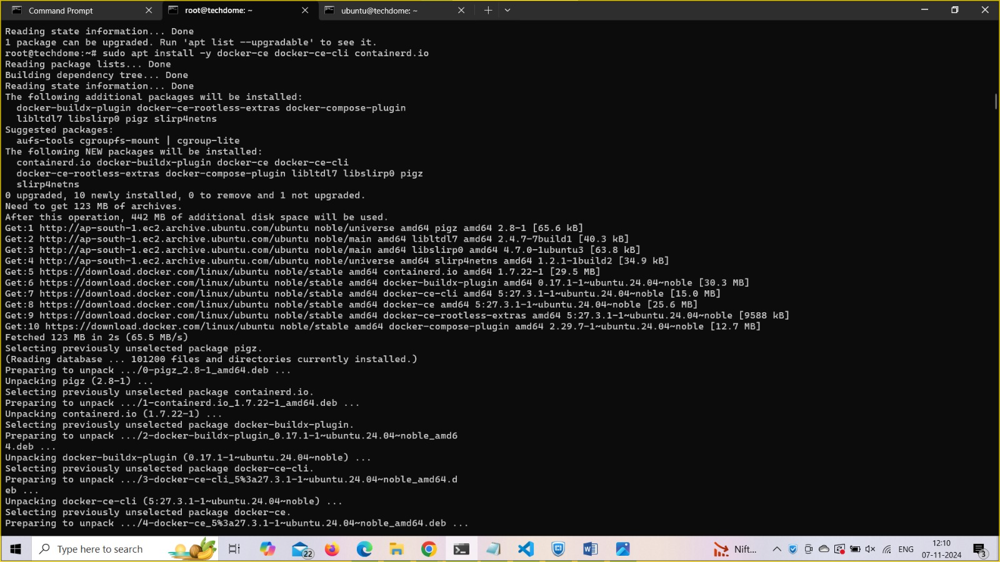 Command Prompt
root@techdome: ~
ubuntu@techdome: ~
Reading state information... Done
1 package can be upgraded. Run 'apt list --upgradable' to see it.
root@techdome:~# sudo apt install -y docker-ce docker-ce-cli containerd.io
Reading package lists... Done
Building dependency tree... Done
Reading state information... Done
The following additional packages will be installed:
  docker-buildx-plugin docker-ce-rootless-extras docker-compose-plugin
  libltdl7 libslirp0 pigz slirp4netns
Suggested packages:
  aufs-tools cgroupfs-mount | cgroup-lite
The following NEW packages will be installed:
  containerd.io docker-buildx-plugin docker-ce docker-ce-cli
  docker-ce-rootless-extras docker-compose-plugin libltdl7 libslirp0 pigz
  slirp4netns
0 upgraded, 10 newly installed, 0 to remove and 1 not upgraded.
Need to get 123 MB of archives.
After this operation, 442 MB of additional disk space will be used.
Get:1 http://ap-south-1.ec2.archive.ubuntu.com/ubuntu noble/universe amd64 pigz amd64 2.8-1 [65.6 kB]
Get:2 http://ap-south-1.ec2.archive.ubuntu.com/ubuntu noble/main amd64 libltdl7 amd64 2.4.7-7build1 [40.3 kB]
Get:3 http://ap-south-1.ec2.archive.ubuntu.com/ubuntu noble/main amd64 libslirp0 amd64 4.7.0-1ubuntu3 [63.8 kB]
Get:4 http://ap-south-1.ec2.archive.ubuntu.com/ubuntu noble/universe amd64 slirp4netns amd64 1.2.1-1build2 [34.9 kB]
Get:5 https://download.docker.com/linux/ubuntu noble/stable amd64 containerd.io amd64 1.7.22-1 [29.5 MB]
Get:6 https://download.docker.com/linux/ubuntu noble/stable amd64 docker-buildx-plugin amd64 0.17.1-1~ubuntu.24.04~noble [30.3 MB]
Get:7 https://download.docker.com/linux/ubuntu noble/stable amd64 docker-ce-cli amd64 5:27.3.1-1~ubuntu.24.04~noble [15.0 MB]
Get:8 https://download.docker.com/linux/ubuntu noble/stable amd64 docker-ce amd64 5:27.3.1-1~ubuntu.24.04~noble [25.6 MB]
Get:9 https://download.docker.com/linux/ubuntu noble/stable amd64 docker-ce-rootless-extras amd64 5:27.3.1-1~ubuntu.24.04~noble [9588 kB]
Get:10 https://download.docker.com/linux/ubuntu noble/stable amd64 docker-compose-plugin amd64 2.29.7-1~ubuntu.24.04~noble [12.7 MB]
Fetched 123 MB in 2s (65.5 MB/s)
Selecting previously unselected package pigz.
(Reading database ... 101200 files and directories currently installed.)
Preparing to unpack .../0-pigz_2.8-1_amd64.deb ...
Unpacking pigz (2.8-1) ...
Selecting previously unselected package containerd.io.
Preparing to unpack .../1-containerd.io_1.7.22-1_amd64.deb ...
Unpacking containerd.io (1.7.22-1) ...
Selecting previously unselected package docker-buildx-plugin.
Preparing to unpack .../2-docker-buildx-plugin_0.17.1-1~ubuntu.24.04~noble_amd6
4.deb ...
Unpacking docker-buildx-plugin (0.17.1-1~ubuntu.24.04~noble) ...
Selecting previously unselected package docker-ce-cli.
Preparing to unpack .../3-docker-ce-cli_5%3a27.3.1-1~ubuntu.24.04~noble_amd64.d
eb ...
Unpacking docker-ce-cli (5:27.3.1-1~ubuntu.24.04~noble) ...
Selecting previously unselected package docker-ce.
Preparing to unpack .../4-docker-ce_5%3a27.3.1-1~ubuntu.24.04~noble_amd64.deb ...
Type here to search
22
Nift...
ENG
12:10
07-11-2024
3